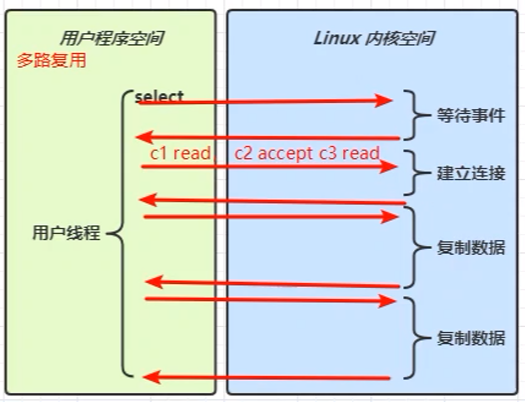 用户程序空间
Linux 内核空间
多路复用
select
等待事件
c1 read
c2 accept c3 read
建立连接
用户线程
复制数据
复制数据